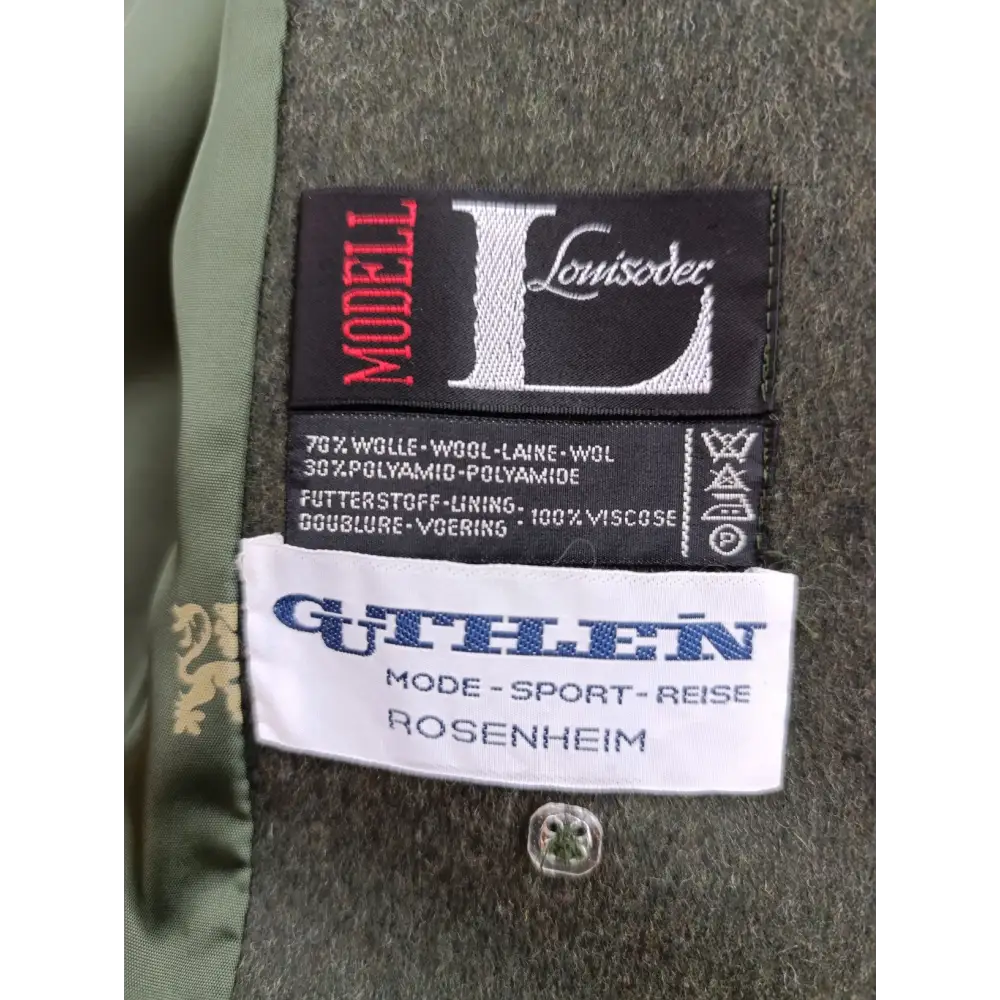 MODELL
L
Louisoder
70% WOLLE-WOOL-LAINE-WOL
30% POLYAMID-POLYAMIDE
FUTTERSTOFF-LINING-
DOUBLURE-VOERING : 100% VISCOSE
P
GUTHLEIN
MODE - SPORT - REISE
ROSENHEIM